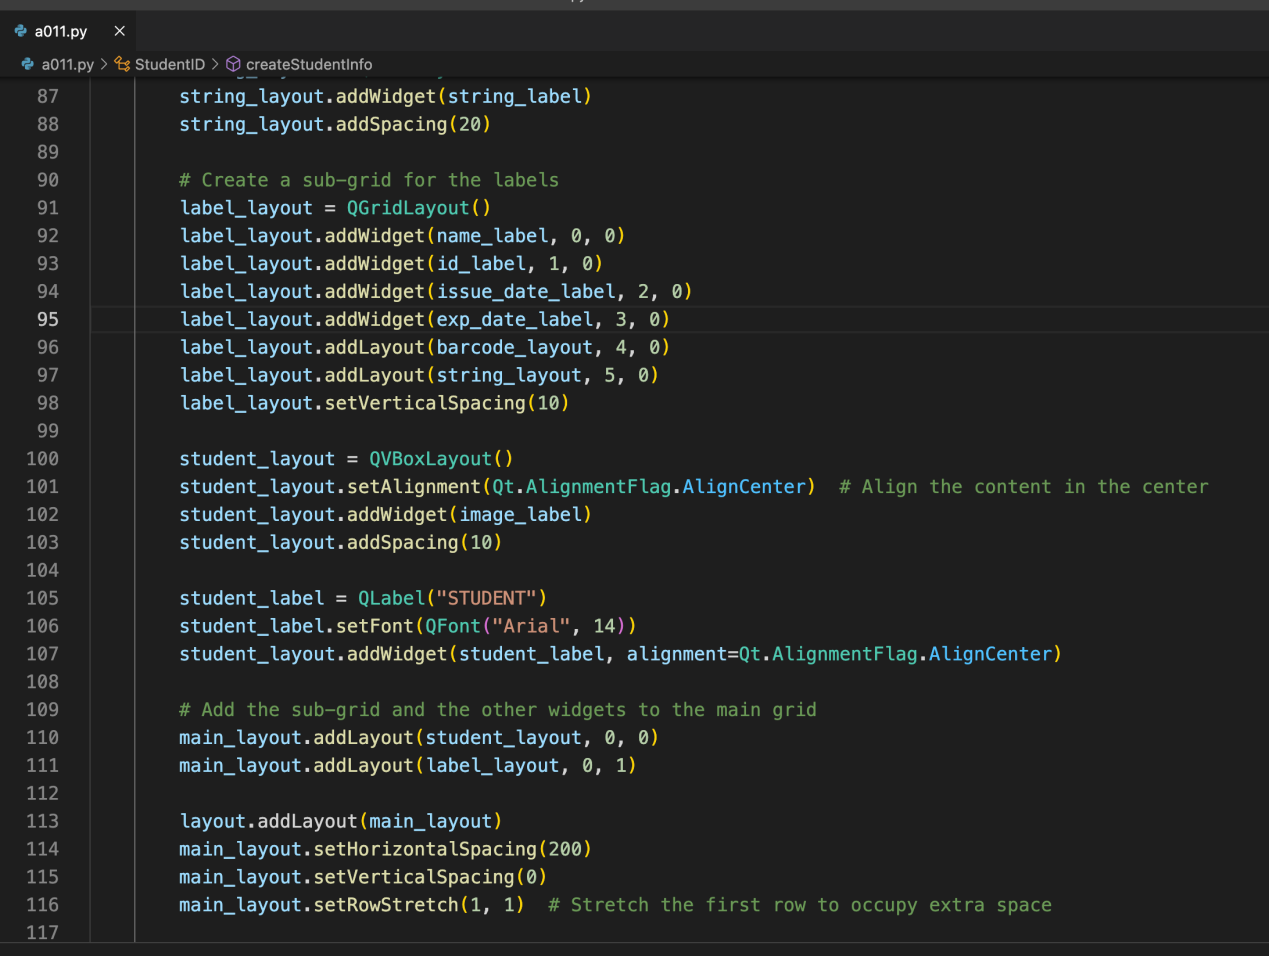 a011.py ×
a011.py > StudentID > createStudentInfo
87 string_layout.addWidget(string_label)
88 string_layout.addSpacing(20)
89
90 # Create a sub-grid for the labels
91 label_layout = QGridLayout()
92 label_layout.addWidget(name_label, 0, 0)
93 label_layout.addWidget(id_label, 1, 0)
94 label_layout.addWidget(issue_date_label, 2, 0)
95 label_layout.addWidget(exp_date_label, 3, 0)
96 label_layout.addLayout(barcode_layout, 4, 0)
97 label_layout.addLayout(string_layout, 5, 0)
98 label_layout.setVerticalSpacing(10)
99
100 student_layout = QVBoxLayout()
101 student_layout.setAlignment(Qt.AlignmentFlag.AlignCenter)  # Align the content in the center
102 student_layout.addWidget(image_label)
103 student_layout.addSpacing(10)
104
105 student_label = QLabel("STUDENT")
106 student_label.setFont(QFont("Arial", 14))
107 student_layout.addWidget(student_label, alignment=Qt.AlignmentFlag.AlignCenter)
108
109 # Add the sub-grid and the other widgets to the main grid
110 main_layout.addLayout(student_layout, 0, 0)
111 main_layout.addLayout(label_layout, 0, 1)
112
113 layout.addLayout(main_layout)
114 main_layout.setHorizontalSpacing(200)
115 main_layout.setVerticalSpacing(0)
116 main_layout.setRowStretch(1, 1)  # Stretch the first row to occupy extra space
117